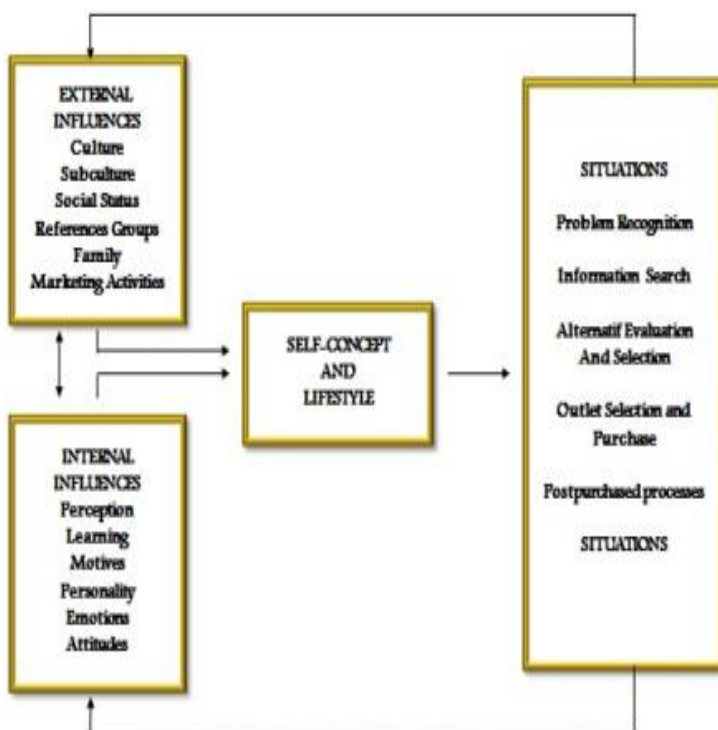 EXTERNAL
INFLUENCES
Culture
Subculture
Social Status
References Groups
Family
Marketing Activities
INTERNAL
INFLUENCES
Perception
Learning
Motives
Personality
Emotions
Attitudes
SELF-CONCEPT
AND
LIFESTYLE
SITUATIONS
Problem Recognition
Information Search
Alternatif Evaluation
And Selection
Outlet Selection and
Purchase
Postpurchased processes
SITUATIONS